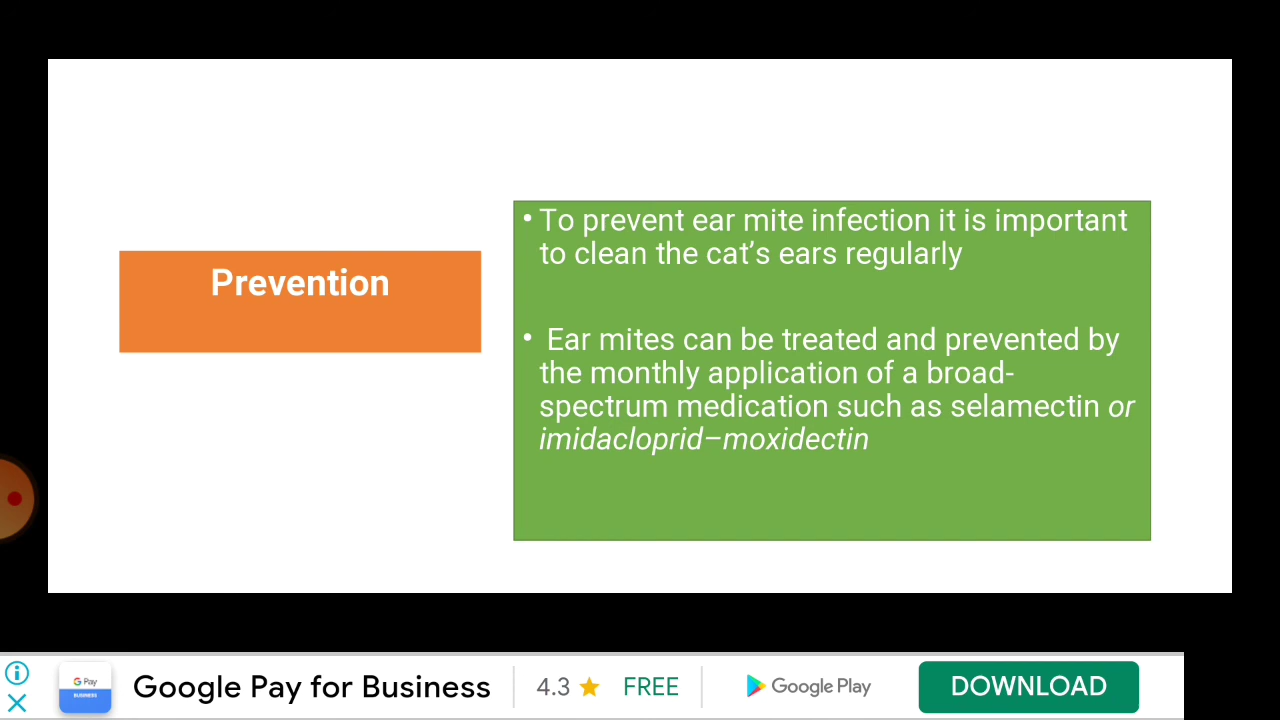 Prevention
• To prevent ear mite infection it is important
to clean the cat’s ears regularly
• Ear mites can be treated and prevented by
the monthly application of a broad-
spectrum medication such as selamectin or
imidacloprid–moxidectin
G Pay
BUSINESS
Google Pay for Business
4.3 ★
FREE
Google Play
DOWNLOAD